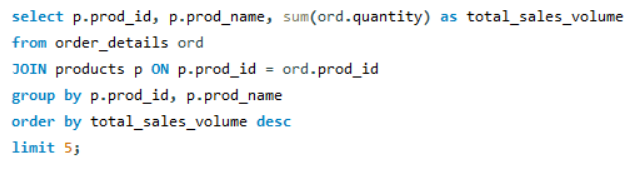 select p.prod_id, p.prod_name, sum(ord.quantity) as total_sales_volume
from order_details ord
JOIN products p ON p.prod_id = ord.prod_id
group by p.prod_id, p.prod_name
order by total_sales_volume desc
limit 5;